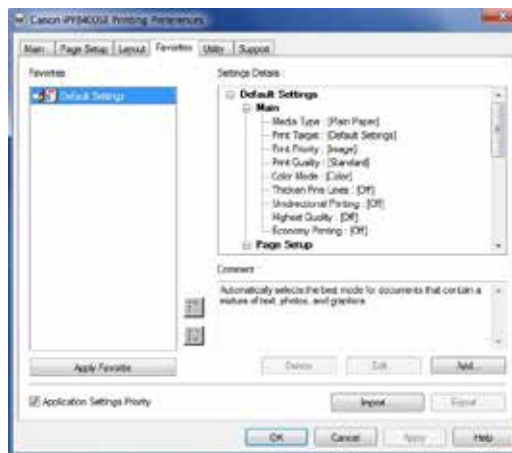 Canon iPF8400SE Printing Preferences
Main Page Setup Layout Favorites Utility Support
Favorites
Default Settings
Settings Details :
Default Settings
Main
Media Type : [Plain Paper]
Print Target : [Default Settings]
Print Priority : [Image]
Print Quality : [Standard]
Color Mode : [Color]
Thicken Fine Lines : [Off]
Unidirectional Printing : [Off]
Highest Quality : [Off]
Economy Printing : [Off]
Page Setup
Comment :
Automatically selects the best mode for documents that contain a
mixture of text, photos, and graphics
Apply Favorite
Delete Edit Add...
Application Settings Priority
Import Export
OK Cancel Apply Help